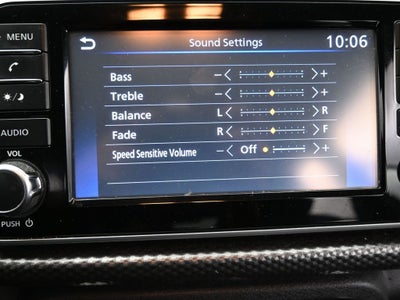 MENU
Sound Settings 10:06
Bass − +
Treble − +
AUDIO
Balance L R
Fade R F
VOL
Speed Sensitive Volume − Off +
PUSH